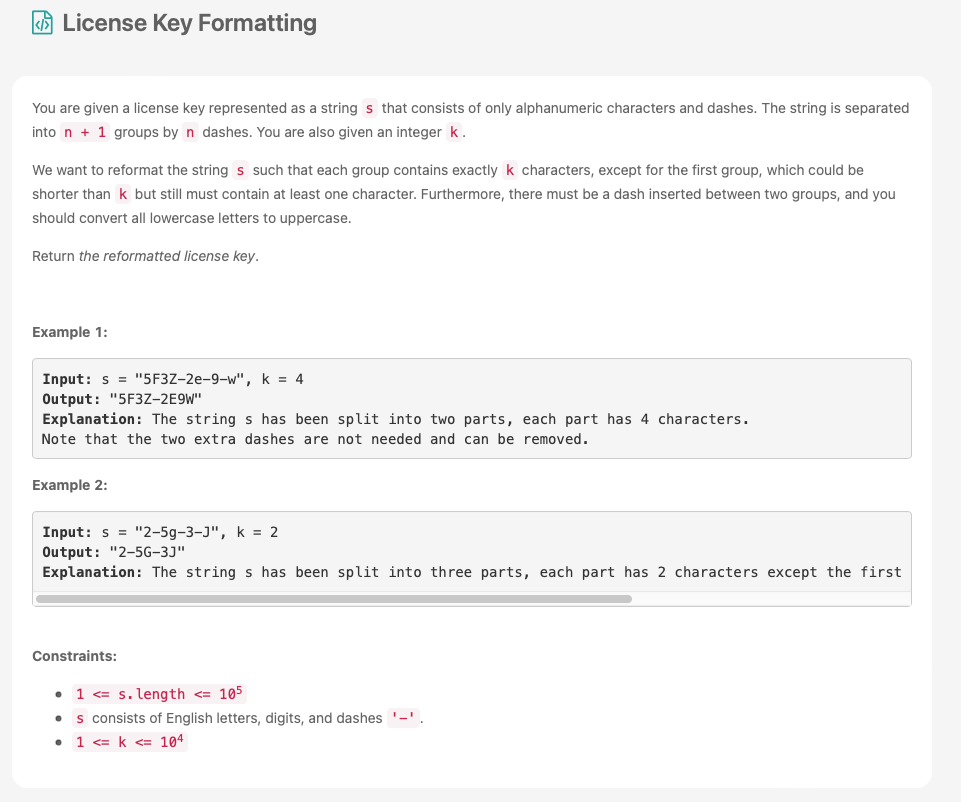 License Key Formatting
You are given a license key represented as a string s that consists of only alphanumeric characters and dashes. The string is separated
into n + 1 groups by n dashes. You are also given an integer k.
We want to reformat the string s such that each group contains exactly k characters, except for the first group, which could be
shorter than k but still must contain at least one character. Furthermore, there must be a dash inserted between two groups, and you
should convert all lowercase letters to uppercase.
Return the reformatted license key.
Example 1:
Input: s = "5F3Z-2e-9-w", k = 4
Output: "5F3Z-2E9W"
Explanation: The string s has been split into two parts, each part has 4 characters.
Note that the two extra dashes are not needed and can be removed.
Example 2:
Input: s = "2-5g-3-J", k = 2
Output: "2-5G-3J"
Explanation: The string s has been split into three parts, each part has 2 characters except the first
Constraints:
1 <= s.length <= 10⁵
s consists of English letters, digits, and dashes '-'.
1 <= k <= 10⁴